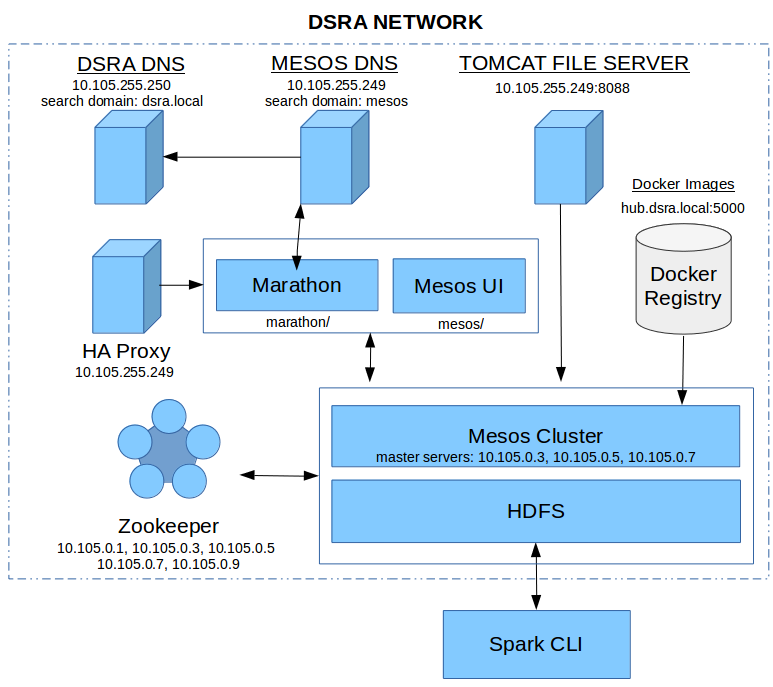 DSRA NETWORK
DSRA DNS
10.105.255.250
search domain: dsra.local
MESOS DNS
10.105.255.249
search domain: mesos
TOMCAT FILE SERVER
10.105.255.249:8088
Docker Images
hub.dsra.local:5000
Docker
Registry
Marathon
marathon/
Mesos UI
mesos/
HA Proxy
10.105.255.249
Mesos Cluster
master servers: 10.105.0.3, 10.105.0.5, 10.105.0.7
HDFS
Zookeeper
10.105.0.1, 10.105.0.3, 10.105.0.5
10.105.0.7, 10.105.0.9
Spark CLI